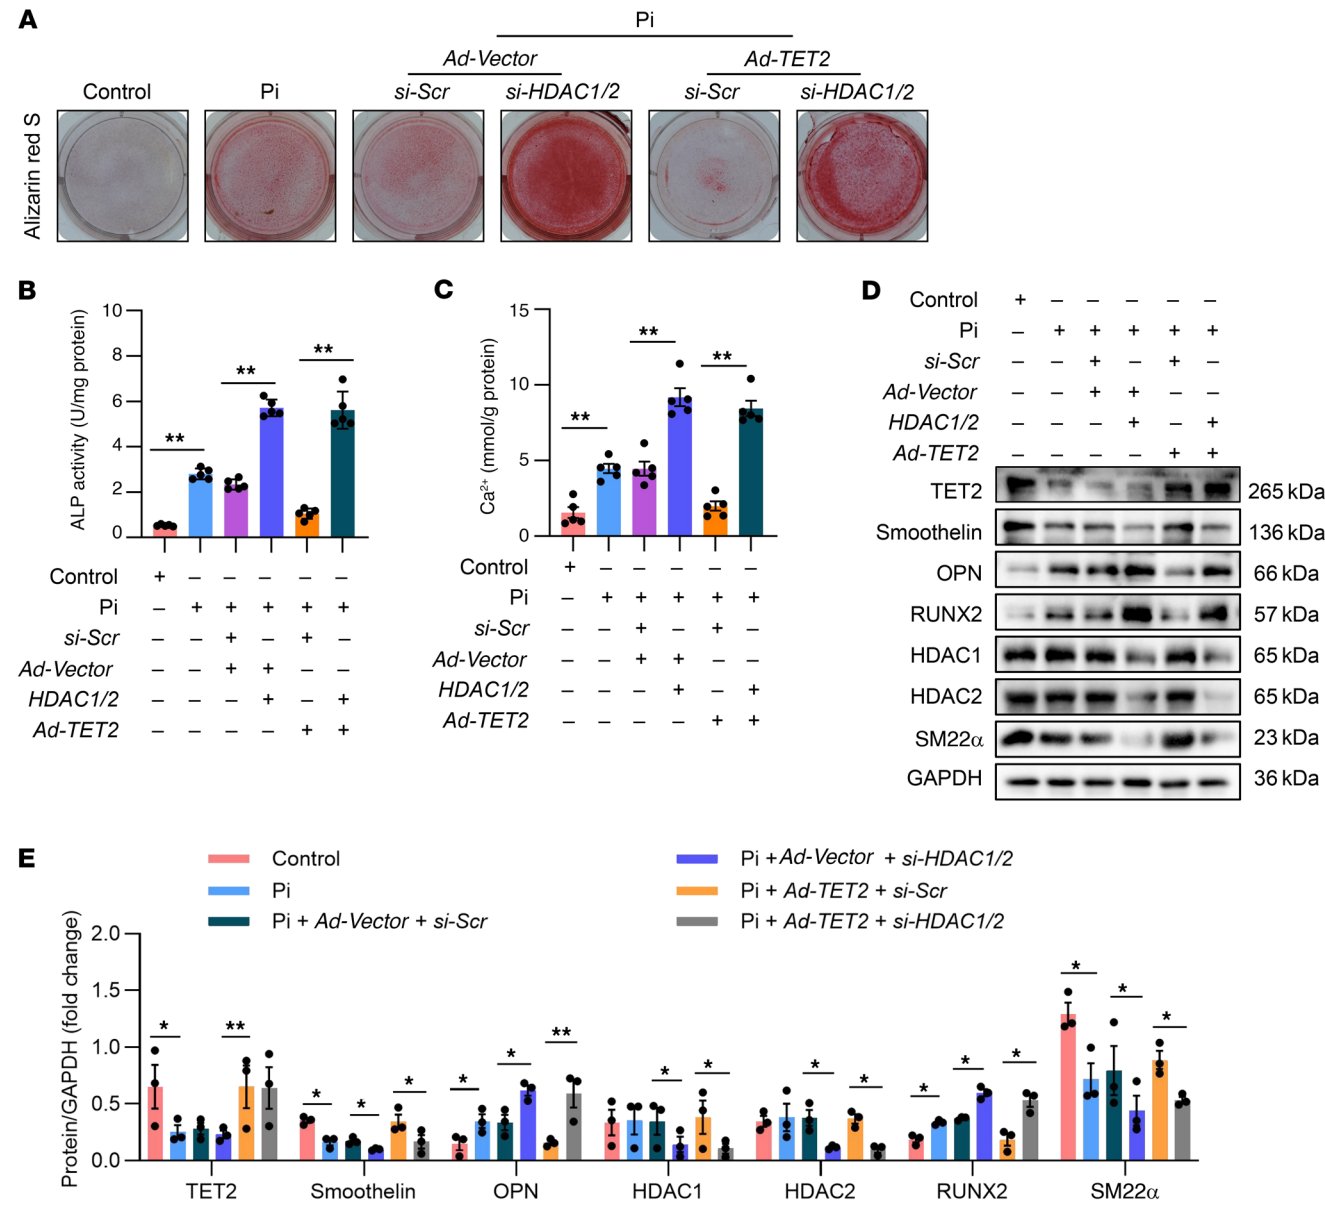 A
Pi
Ad-Vector
Ad-TET2
Control
Pi
si-Scr
si-HDAC1/2
si-Scr
si-HDAC1/2
Alizarin red S
B
ALP activity (U/mg protein)
10
8
6
4
2
0
**
**
**
Control + – – – – –
Pi – + + + + +
si-Scr – – + – + –
Ad-Vector – – + + – –
HDAC1/2 – – – + – +
Ad-TET2 – – – – + +
C
Ca²⁺ (mmol/g protein)
15
10
5
0
**
**
**
Control + – – – – –
Pi – + + + + +
si-Scr – – + – + –
Ad-Vector – – + + – –
HDAC1/2 – – – + – +
Ad-TET2 – – – – + +
D
Control + – – – – –
Pi – + + + + +
si-Scr – – + – + –
Ad-Vector – – + + – –
HDAC1/2 – – – + – +
Ad-TET2 – – – – + +
TET2 265 kDa
Smoothelin 136 kDa
OPN 66 kDa
RUNX2 57 kDa
HDAC1 65 kDa
HDAC2 65 kDa
SM22α 23 kDa
GAPDH 36 kDa
E
Control
Pi
Pi + Ad-Vector + si-Scr
Pi + Ad-Vector + si-HDAC1/2
Pi + Ad-TET2 + si-Scr
Pi + Ad-TET2 + si-HDAC1/2
Protein/GAPDH (fold change)
2.0
1.5
1.0
0.5
0.0
* ** * * * * * ** * * * * * * * * * *
TET2 Smoothelin OPN HDAC1 HDAC2 RUNX2 SM22α